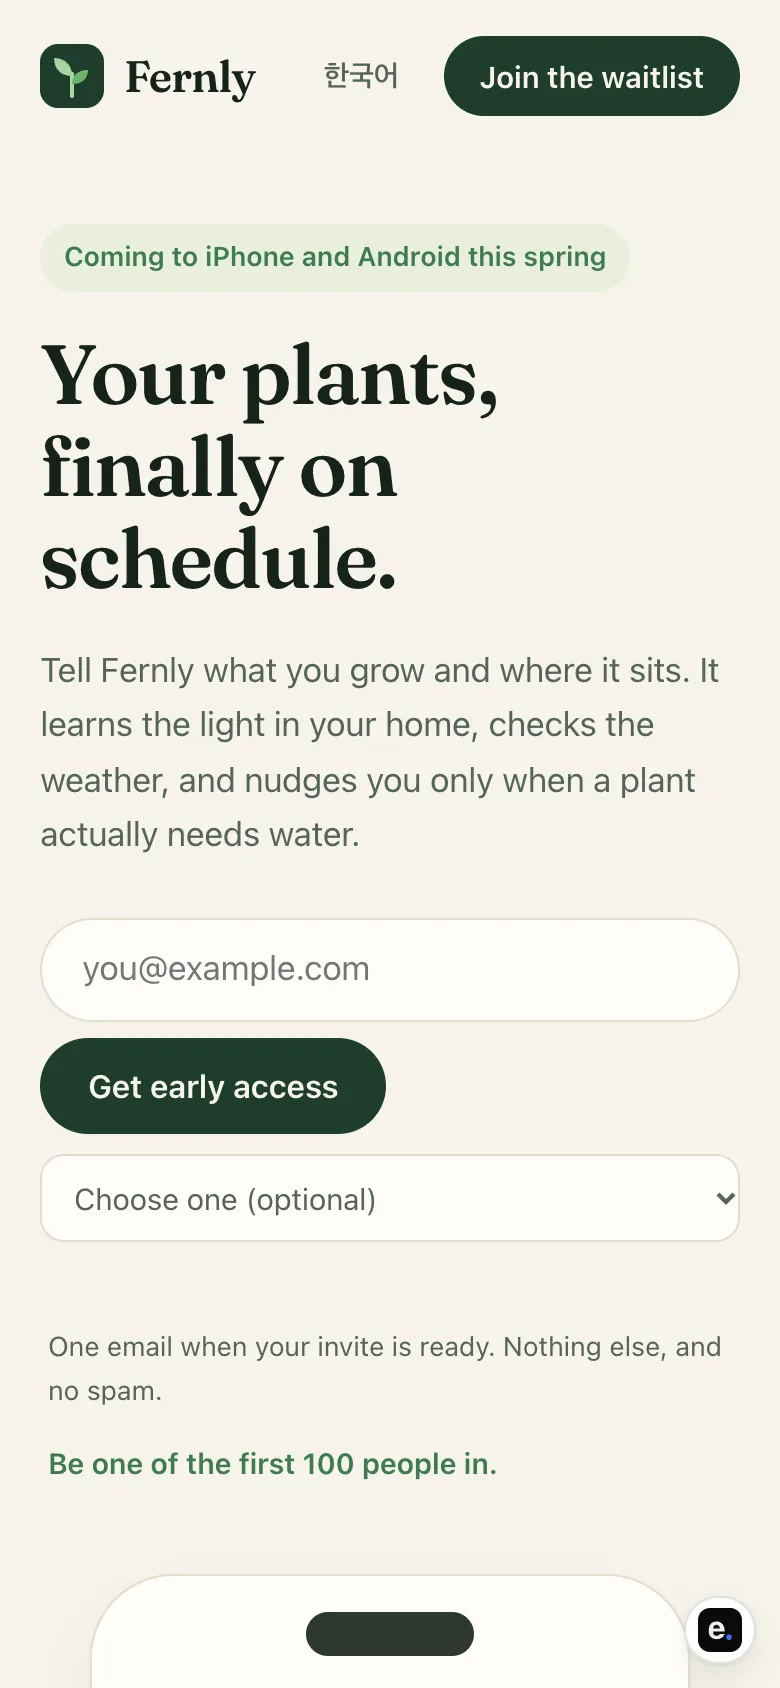 Fernly
한국어
Join the waitlist
Coming to iPhone and Android this spring
Your plants,
finally on
schedule.
Tell Fernly what you grow and where it sits. It
learns the light in your home, checks the
weather, and nudges you only when a plant
actually needs water.
you@example.com
Get early access
Choose one (optional)
One email when your invite is ready. Nothing else, and
no spam.
Be one of the first 100 people in.
e.